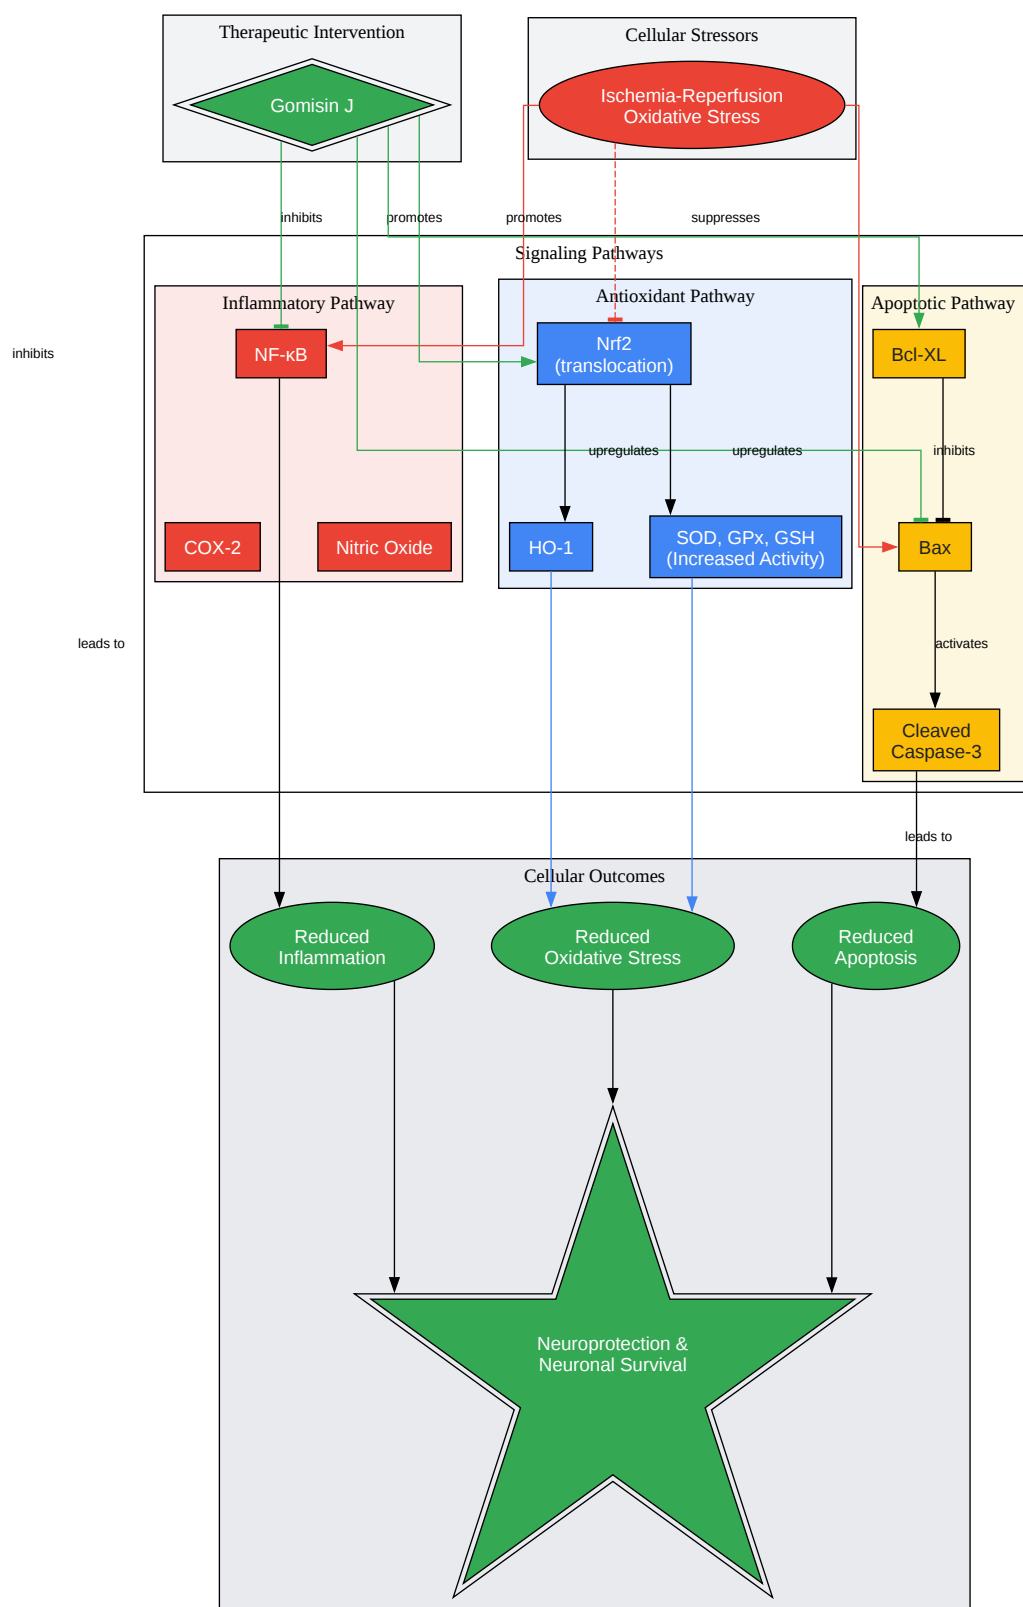 Therapeutic Intervention
Cellular Stressors
Gomisin J
Ischemia-Reperfusion
Oxidative Stress
inhibits
promotes
promotes
suppresses
Signaling Pathways
Inflammatory Pathway
Antioxidant Pathway
Apoptotic Pathway
inhibits
NF-κB
Nrf2
(translocation)
Bcl-XL
upregulates
upregulates
inhibits
COX-2
Nitric Oxide
HO-1
SOD, GPx, GSH
(Increased Activity)
Bax
leads to
activates
Cleaved
Caspase-3
leads to
Cellular Outcomes
Reduced
Inflammation
Reduced
Oxidative Stress
Reduced
Apoptosis
Neuroprotection &
Neuronal Survival